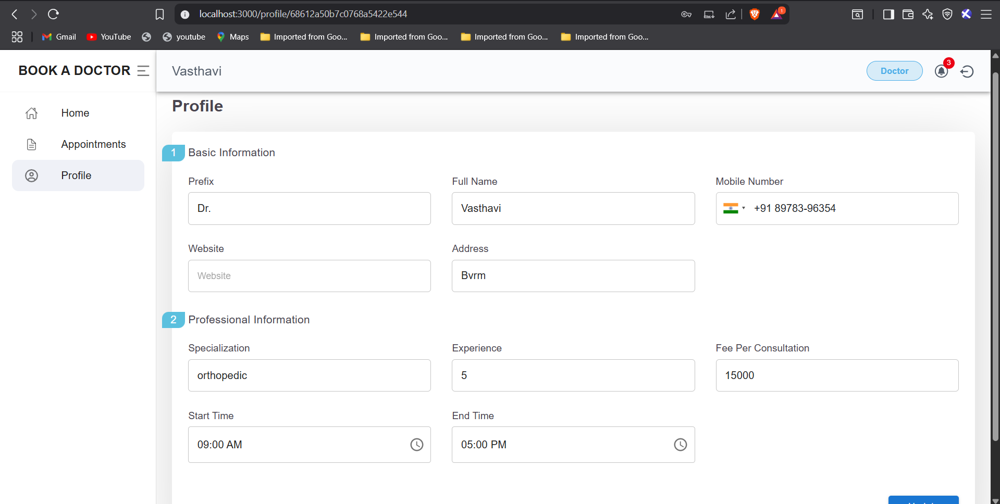 localhost:3000/profile/68612a50b7c0768a5422e544
1
Gmail
YouTube
youtube
Maps
Imported from Goo...
Imported from Goo...
Imported from Goo...
Imported from Goo...
BOOK A DOCTOR
Vasthavi
Doctor
3
Home
Appointments
Profile
Profile
1 Basic Information
Prefix Full Name Mobile Number
Dr. Vasthavi +91 89783-96354
Website Address
Website Bvrm
2 Professional Information
Specialization Experience Fee Per Consultation
orthopedic 5 15000
Start Time End Time
09:00 AM 05:00 PM